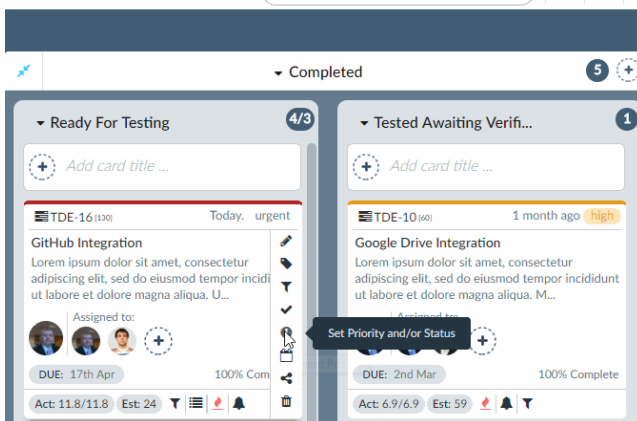 Completed
5
Ready For Testing
4/3
Tested Awaiting Verifi...
1
Add card title ...
Add card title ...
TDE-16 [130]
Today.
urgent
GitHub Integration
Lorem ipsum dolor sit amet, consectetur
adipiscing elit, sed do eiusmod tempor incidi
ut labore et dolore magna aliqua. U...
Assigned to:
DUE: 17th Apr
100% Com
Act: 11.8/11.8
Est: 24
TDE-10 [60]
1 month ago
high
Google Drive Integration
Lorem ipsum dolor sit amet, consectetur
adipiscing elit, sed do eiusmod tempor incididunt
ut labore et dolore magna aliqua. M...
Assigned to:
Set Priority and/or Status
DUE: 2nd Mar
100% Complete
Act: 6.9/6.9
Est: 59